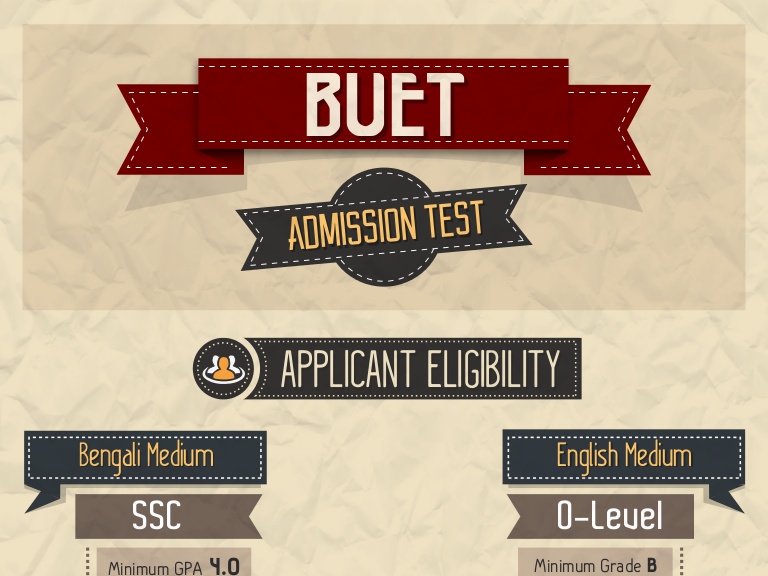 BUET
ADMISSION TEST
APPLICANT ELIGIBILITY
Bengali Medium
English Medium
SSC
O-Level
Minimum GPA 4.0
Minimum Grade B